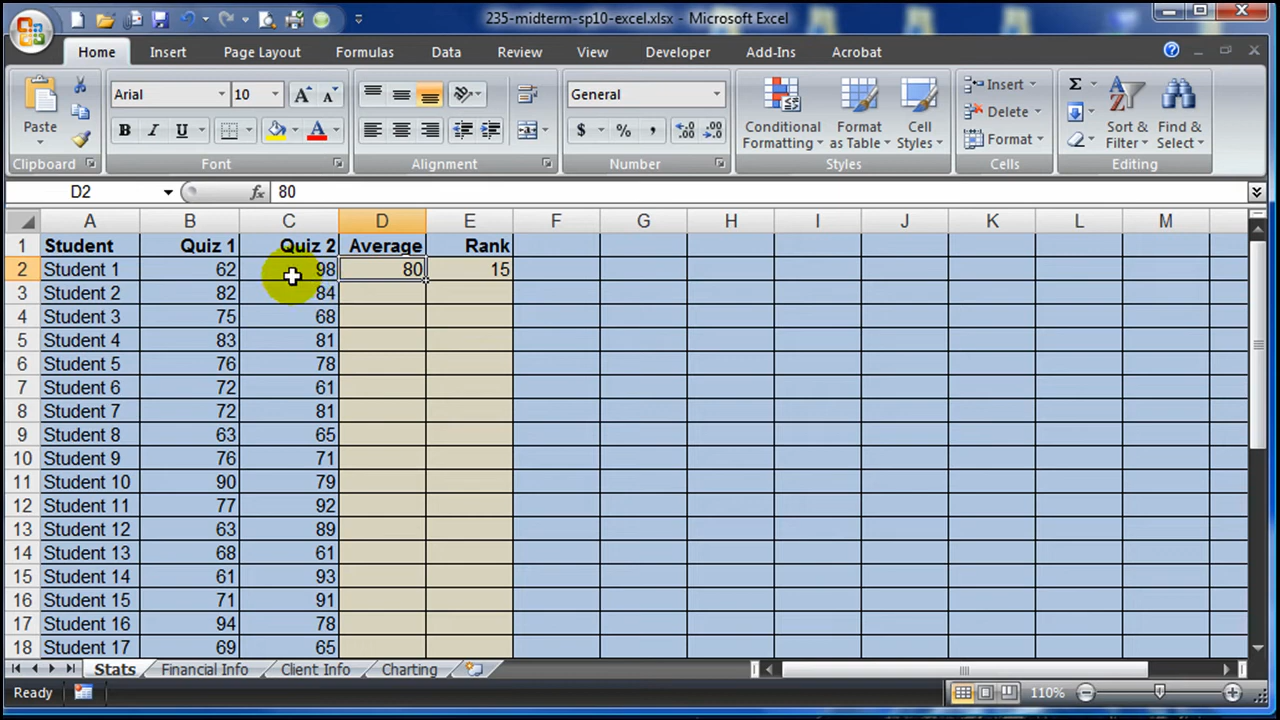 235-midterm-sp10-excel.xlsx - Microsoft Excel
Home Insert Page Layout Formulas Data Review View Developer Add-Ins Acrobat
Paste
Clipboard
Arial 10 A A
B I U A
Font
Alignment
General
$ % ,
Number
Conditional Formatting
Format as Table
Cell Styles
Styles
Insert
Delete
Format
Cells
Σ
Sort & Filter
Find & Select
Editing
D2 fx 80
A B C D E F G H I J K L M
1 Student Quiz 1 Quiz 2 Average Rank
2 Student 1 62 98 80 15
3 Student 2 82 84
4 Student 3 75 68
5 Student 4 83 81
6 Student 5 76 78
7 Student 6 72 61
8 Student 7 72 81
9 Student 8 63 65
10 Student 9 76 71
11 Student 10 90 79
12 Student 11 77 92
13 Student 12 63 89
14 Student 13 68 61
15 Student 14 61 93
16 Student 15 71 91
17 Student 16 94 78
18 Student 17 69 65
Stats Financial Info Client Info Charting
Ready 110%